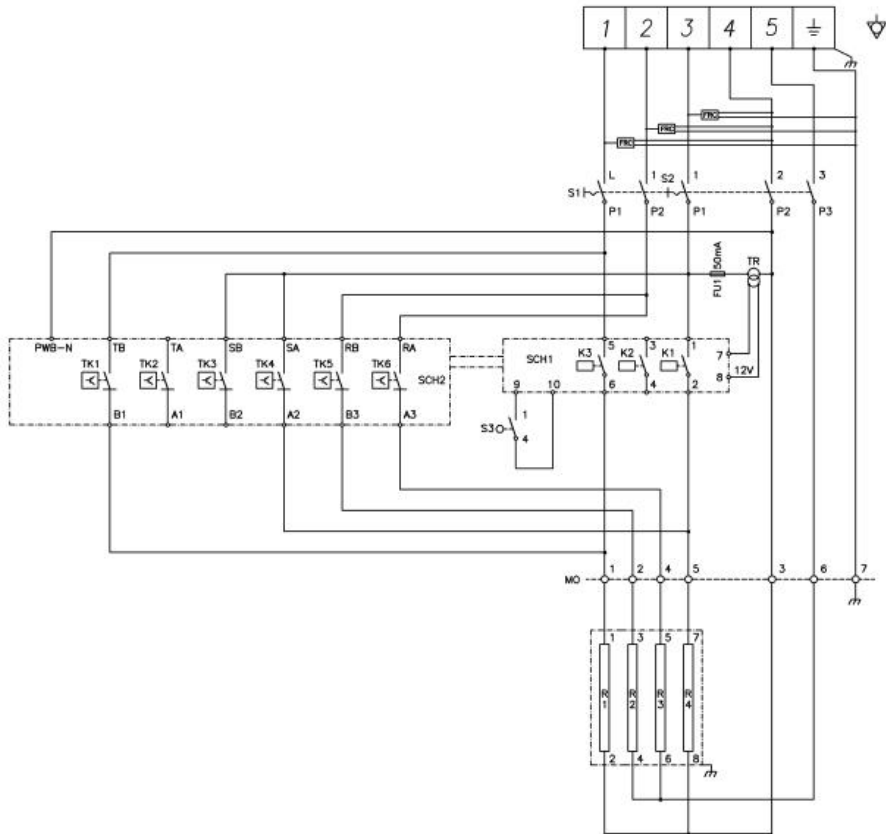 1 2 3 4 5
FRC
FRC
FRC
L 1 S2 1 2 3
S1
P1 P2 P1 P2 P3
FU1 50mA TR
PWB-N TB TA SB SA RB RA
5 3 1
SCH1 K3 K2 K1 7
TK1 TK2 TK3 TK4 TK5 TK6 SCH2
8 12V
9 10 6 4 2
B1 A1 B2 A2 B3 A3
1
S3 4
MO 1 2 4 5 3 6 7
1 3 5 7
R1 R2 R3 R4
2 4 6 8